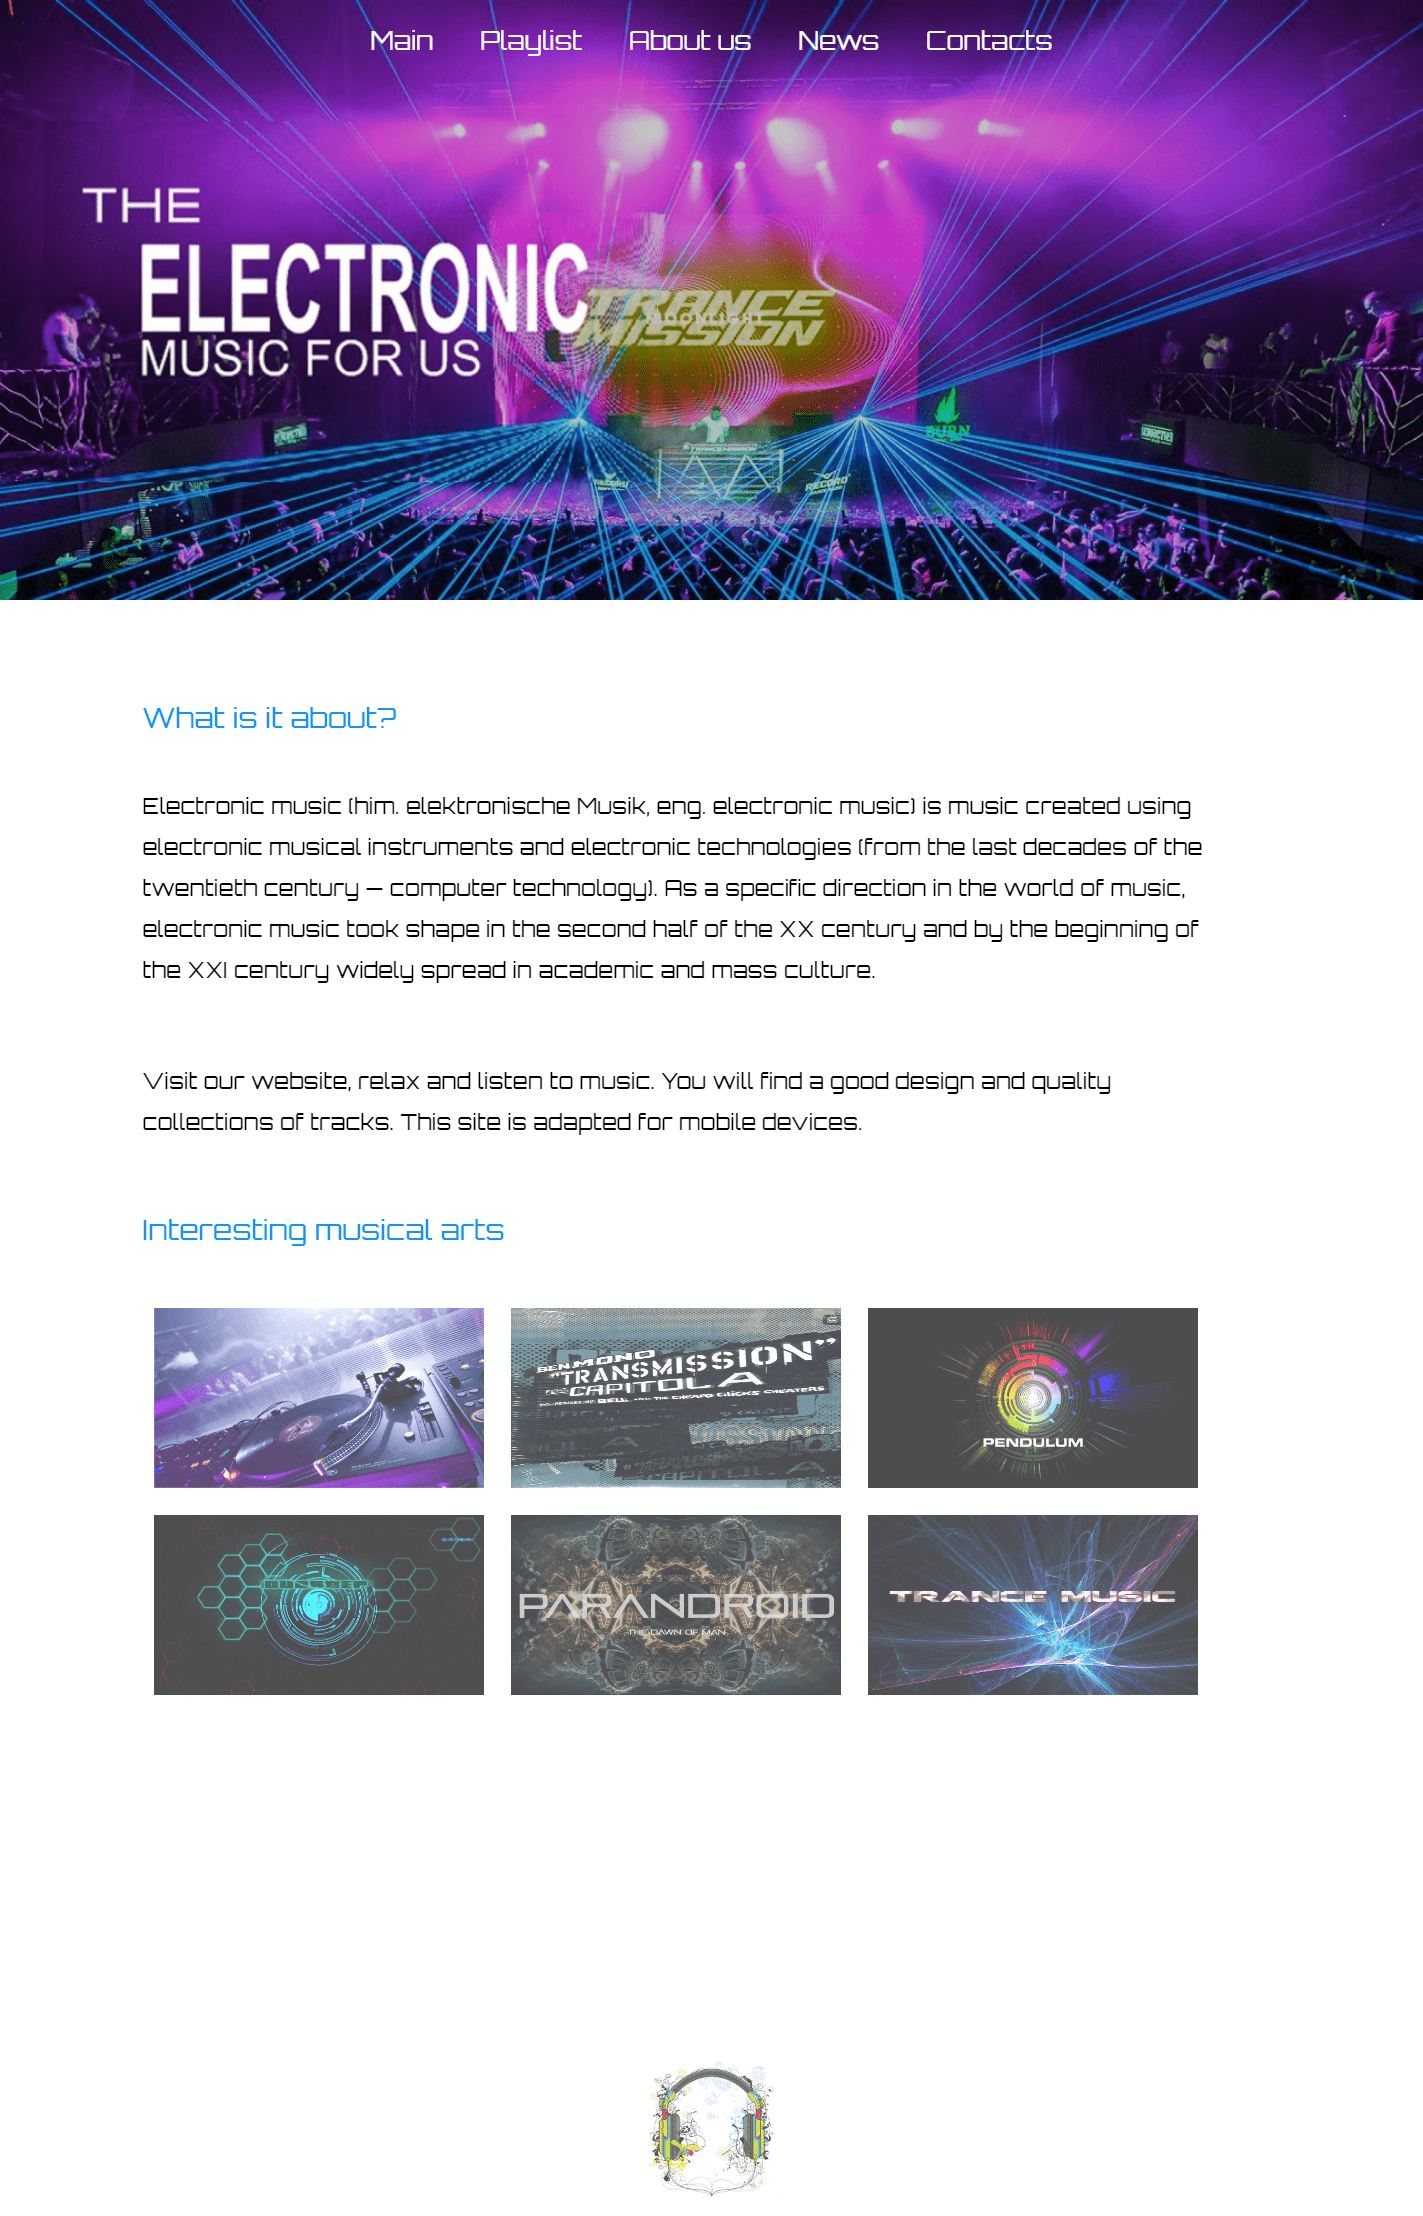 Main Playlist About us News Contacts
THE
ELECTRONIC
MUSIC FOR US
TRANCE
MOONLIGHT
MISSION
BURN
RECORD
RECORD
What is it about?
Electronic music (him. elektronische Musik, eng. electronic music) is music created using
electronic musical instruments and electronic technologies (from the last decades of the
twentieth century — computer technology). As a specific direction in the world of music,
electronic music took shape in the second half of the XX century and by the beginning of
the XXI century widely spread in academic and mass culture.
Visit our website, relax and listen to music. You will find a good design and quality
collections of tracks. This site is adapted for mobile devices.
Interesting musical arts
BEN MONO
"TRANSMISSION"
CAPITOL A
PENDULUM
PARANDROID
THE DAWN OF MAN
TRANCE MUSIC